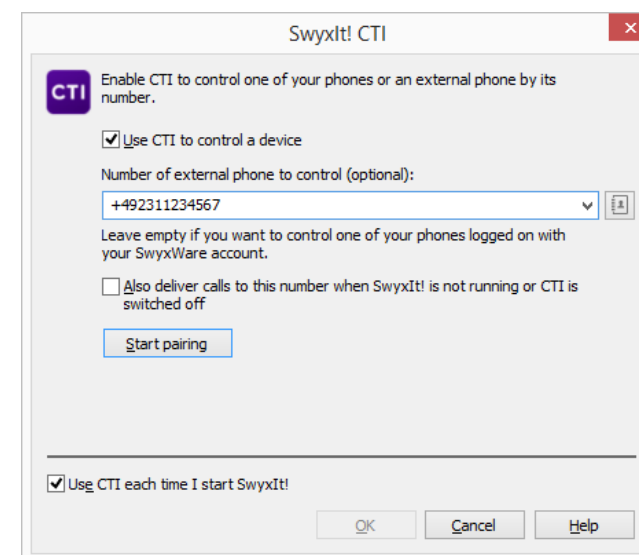 SwyxIt! CTI
CTI
Enable CTI to control one of your phones or an external phone by its
number.
Use CTI to control a device
Number of external phone to control (optional):
+492311234567
Leave empty if you want to control one of your phones logged on with
your SwyxWare account.
Also deliver calls to this number when SwyxIt! is not running or CTI is
switched off
Start pairing
Use CTI each time I start SwyxIt!
OK Cancel Help